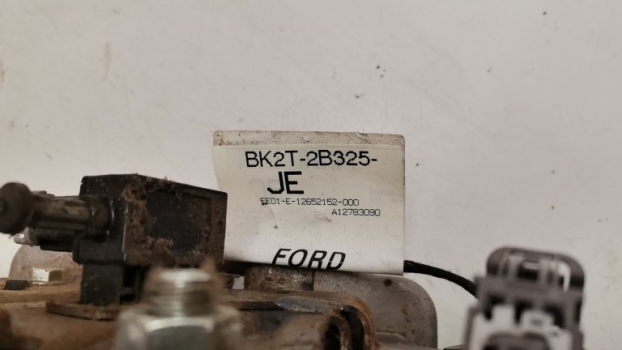 BK2T-2B325-
JE
EE01-E-12652152-000
A12783090
FORD